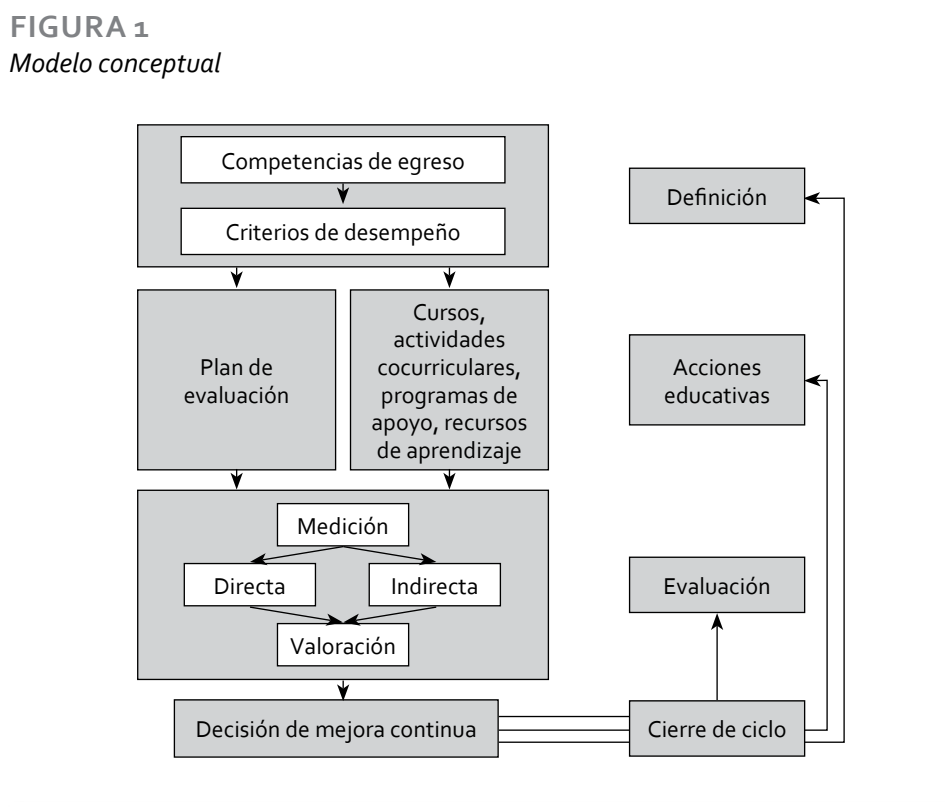 FIGURA 1
Modelo conceptual
Competencias de egreso
Criterios de desempeño
Plan de
evaluación
Cursos,
actividades
cocurriculares,
programas de
apoyo, recursos
de aprendizaje
Medición
Directa
Indirecta
Valoración
Decisión de mejora continua
Definición
Acciones
educativas
Evaluación
Cierre de ciclo